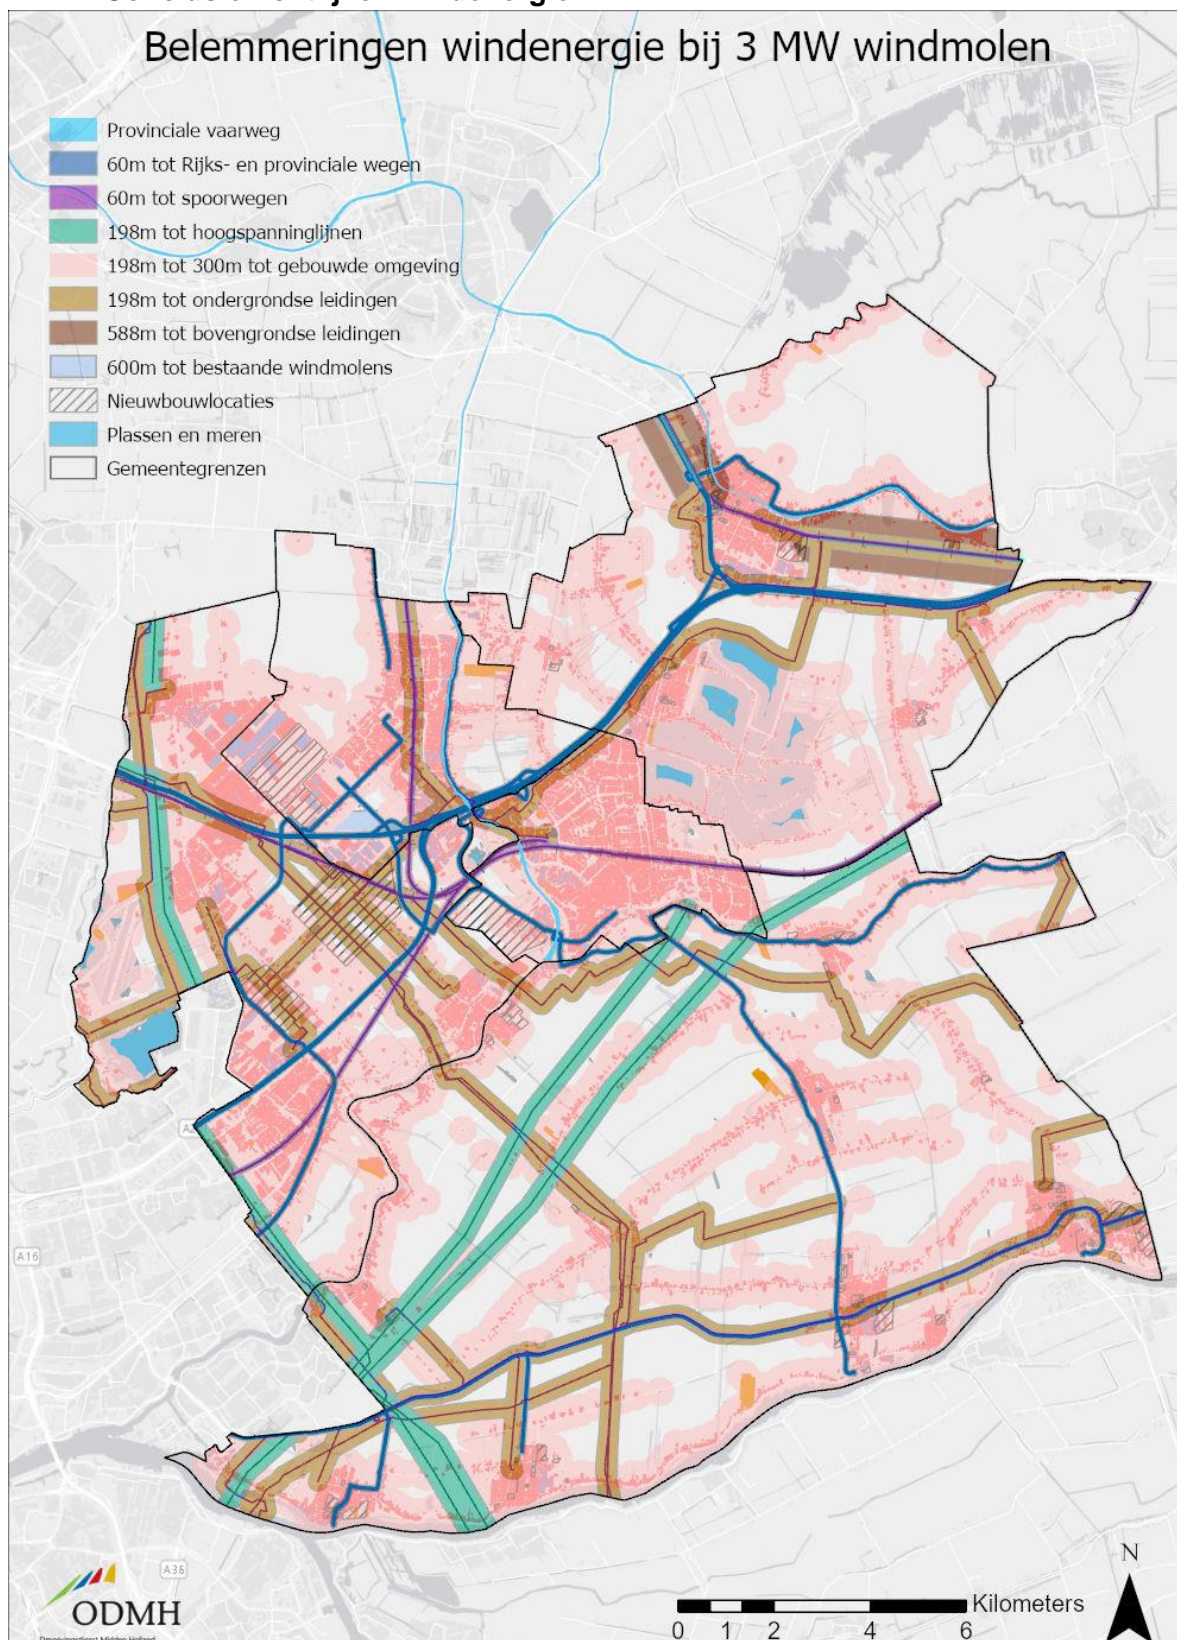 Belemmeringen windenergie bij 3 MW windmolen
Provinciale vaarweg
60m tot Rijks- en provinciale wegen
60m tot spoorwegen
198m tot hoogspanninglijnen
198m tot 300m tot gebouwde omgeving
198m tot ondergrondse leidingen
588m tot bovengrondse leidingen
600m tot bestaande windmolens
Nieuwbouwlocaties
Plassen en meren
Gemeentegrenzen
A16
ODMH
N
Kilometers
0 1 2 4 6